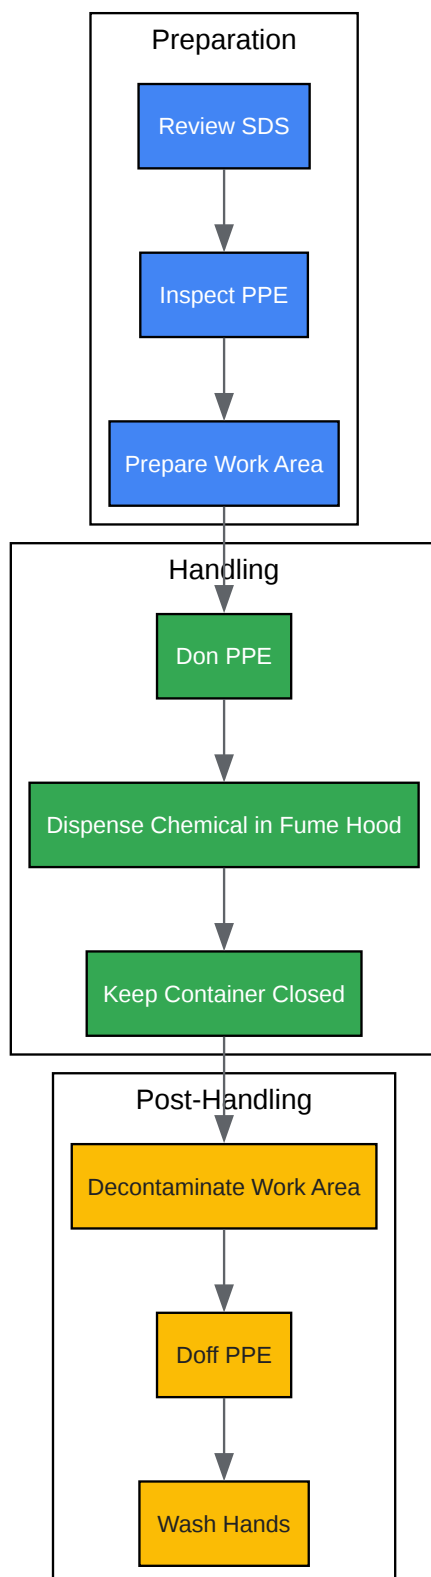 Preparation
Review SDS
Inspect PPE
Prepare Work Area
Handling
Don PPE
Dispense Chemical in Fume Hood
Keep Container Closed
Post-Handling
Decontaminate Work Area
Doff PPE
Wash Hands